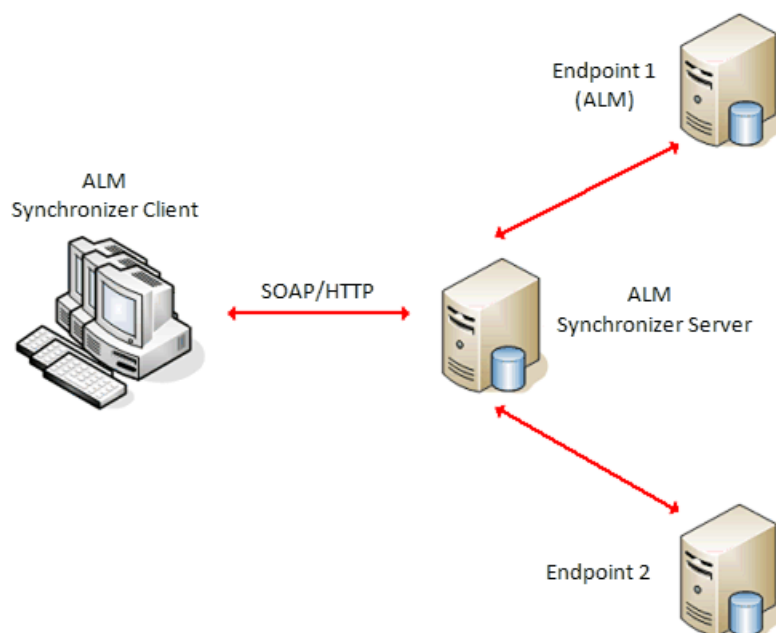 Endpoint 1
(ALM)
ALM
Synchronizer Client
SOAP/HTTP
ALM
Synchronizer Server
Endpoint 2